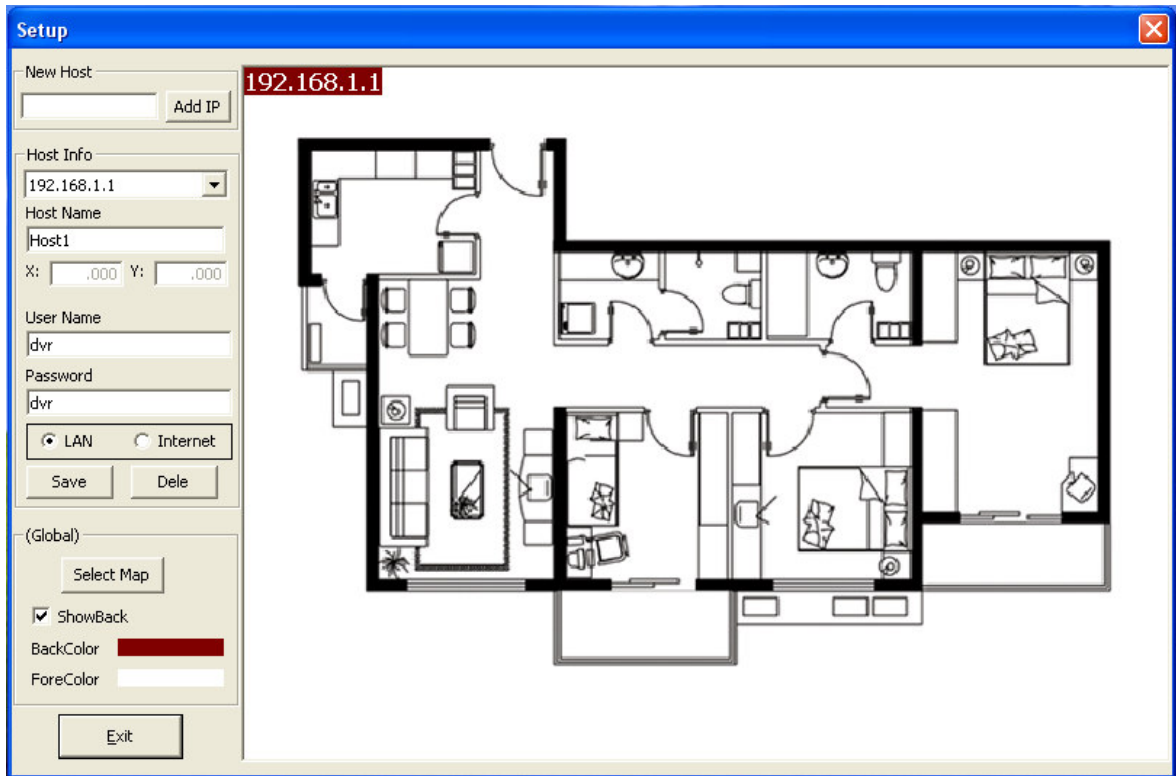 Setup
New Host
Add IP
Host Info
192.168.1.1
Host Name
Host1
X: .000 Y: .000
User Name
dvr
Password
dvr
LAN Internet
Save Dele
(Global)
Select Map
ShowBack
BackColor
ForeColor
Exit
192.168.1.1